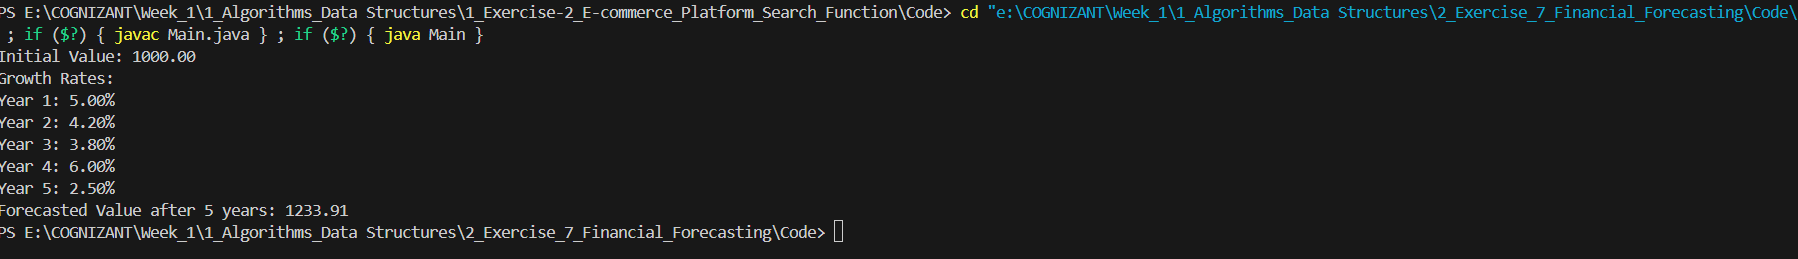 PS E:\COGNIZANT\Week_1\1_Algorithms_Data Structures\1_Exercise-2_E-commerce_Platform_Search_Function\Code> cd "e:\COGNIZANT\Week_1\1_Algorithms_Data Structures\2_Exercise_7_Financial_Forecasting\Code\
 ; if ($?) { javac Main.java } ; if ($?) { java Main }
Initial Value: 1000.00
Growth Rates:
Year 1: 5.00%
Year 2: 4.20%
Year 3: 3.80%
Year 4: 6.00%
Year 5: 2.50%
Forecasted Value after 5 years: 1233.91
PS E:\COGNIZANT\Week_1\1_Algorithms_Data Structures\2_Exercise_7_Financial_Forecasting\Code>